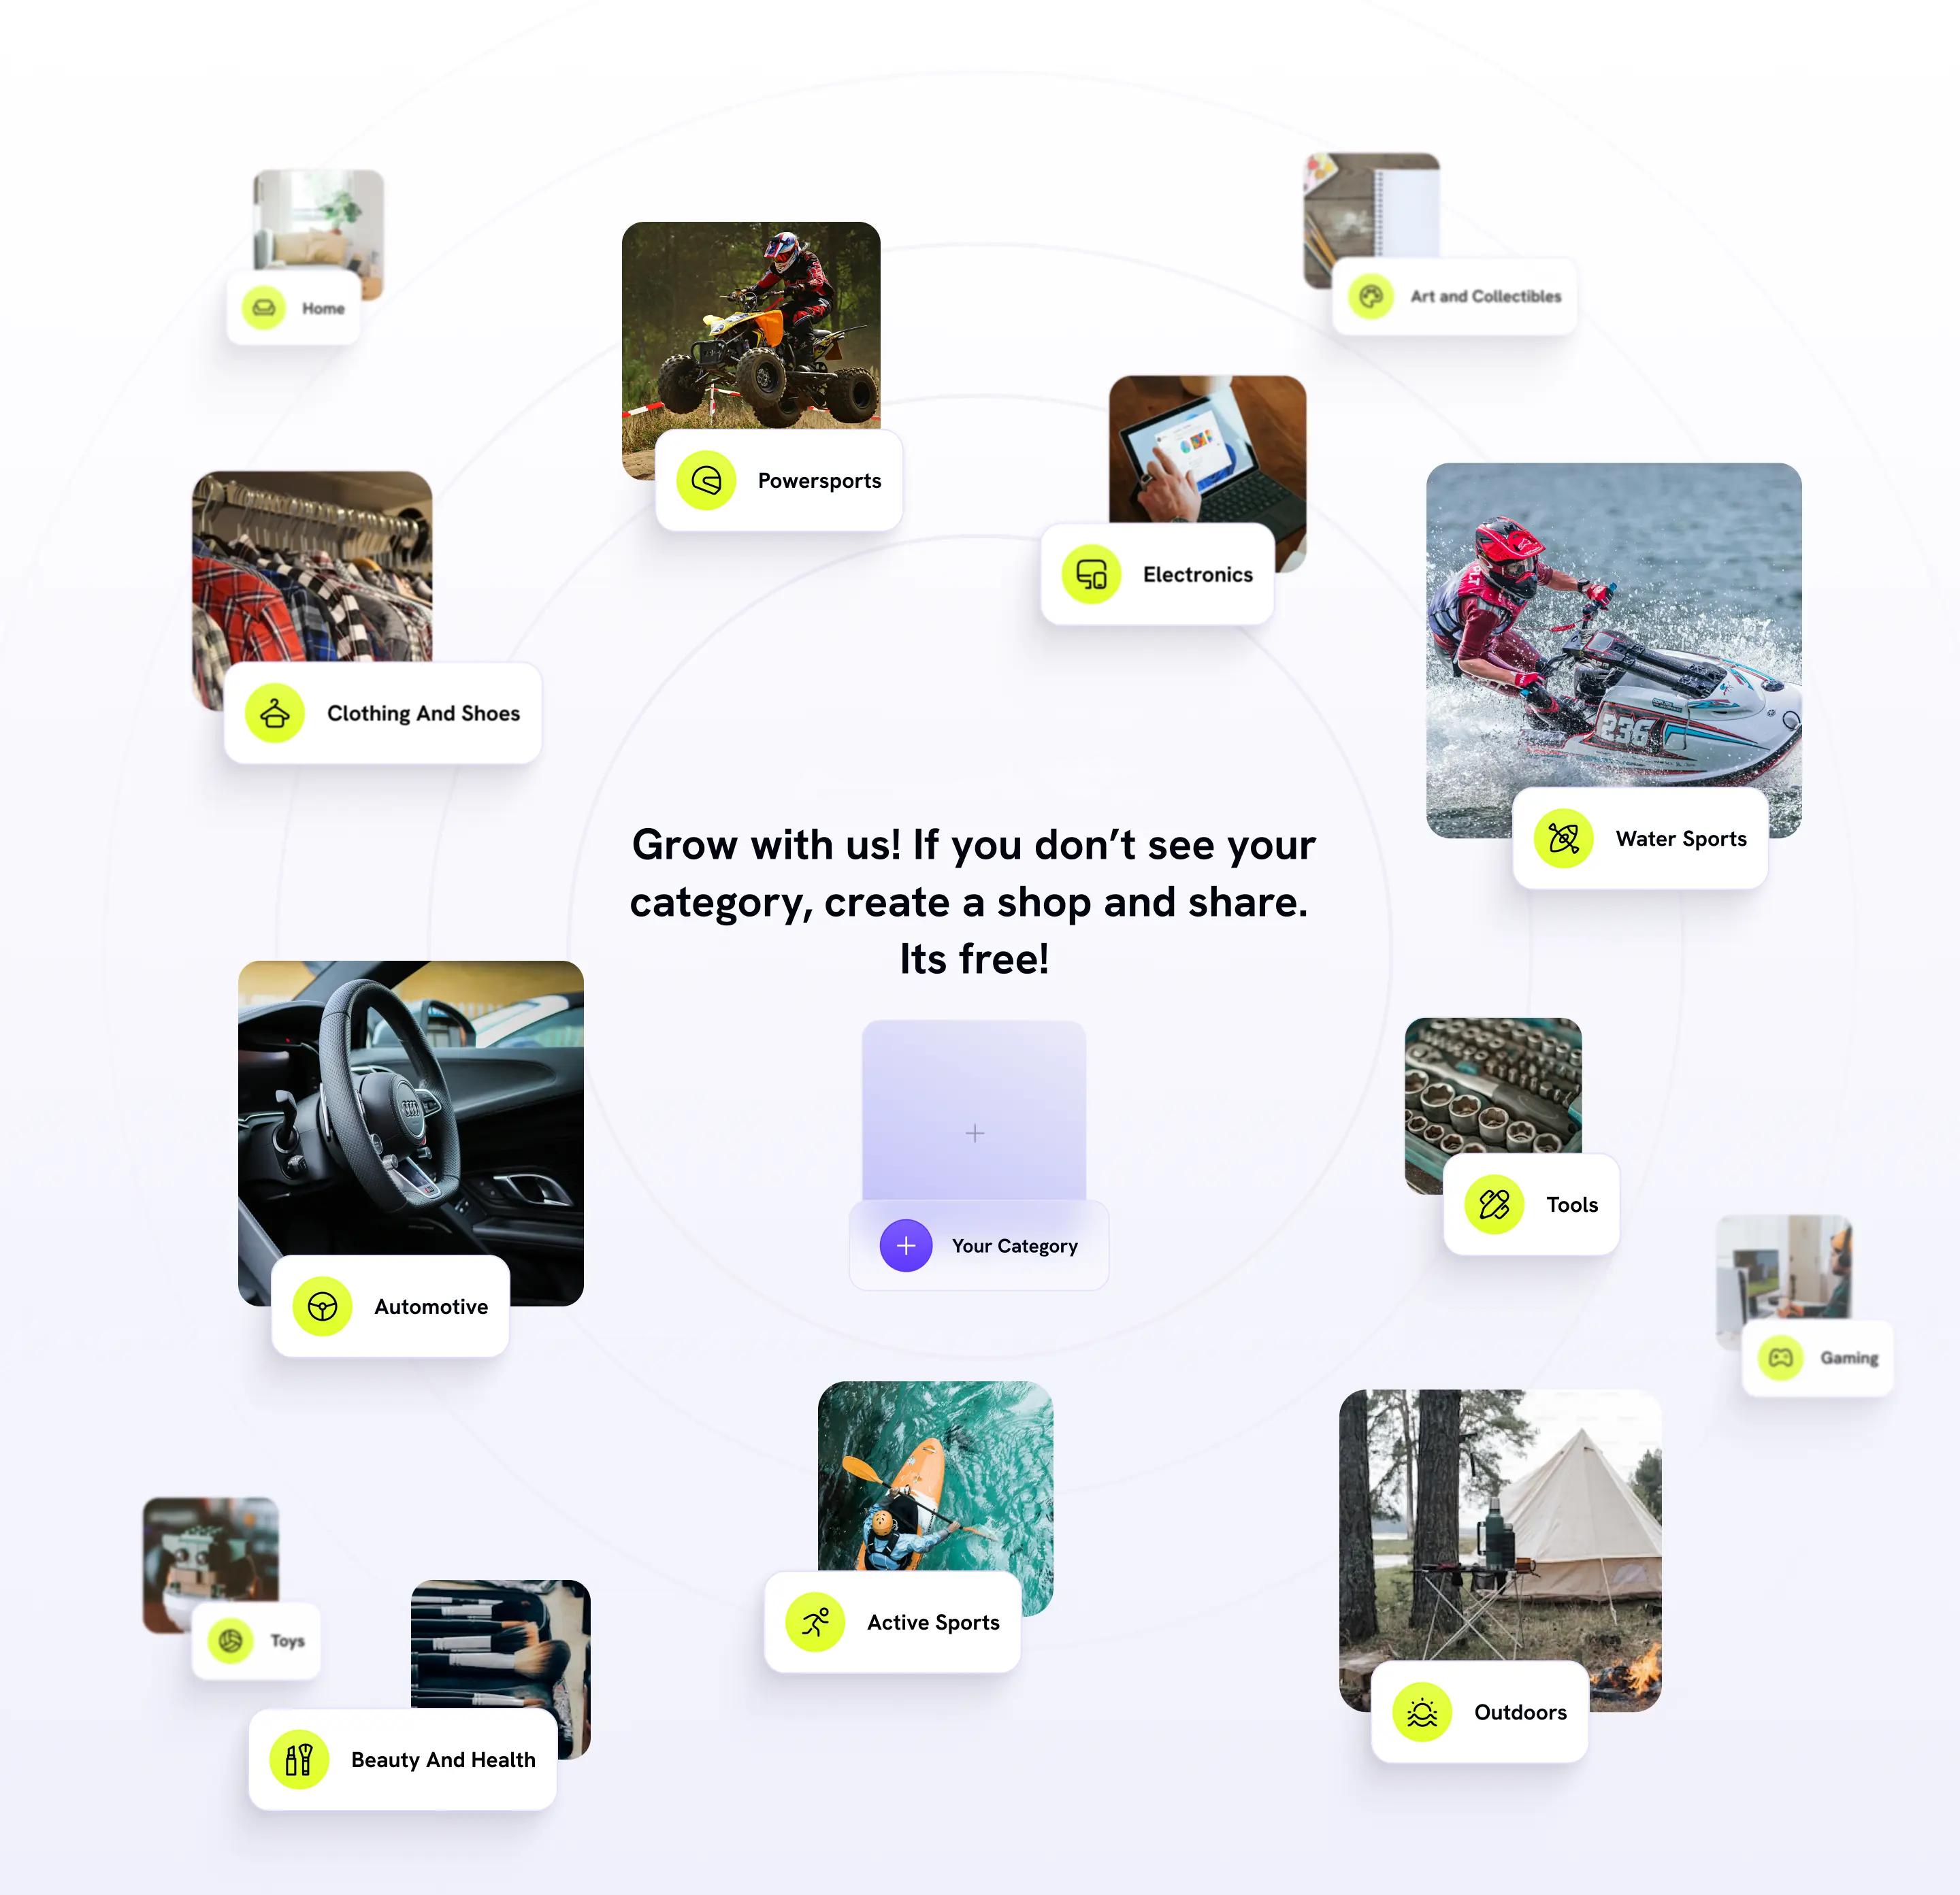 Home
Art and Collectibles
Powersports
Electronics
Clothing And Shoes
236
Water Sports
Grow with us! If you don’t see your
category, create a shop and share.
Its free!
Automotive
Tools
Your Category
Gaming
Active Sports
Toys
Outdoors
Beauty And Health